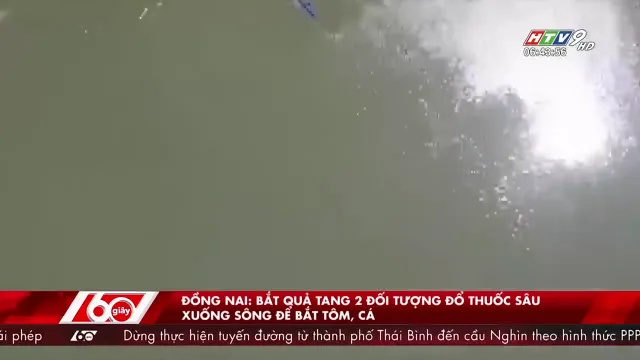 HTV9 HD
06:43:56
60 giây
ĐỒNG NAI: BẮT QUẢ TANG 2 ĐỐI TƯỢNG ĐỔ THUỐC SÂU
XUỐNG SÔNG ĐỂ BẮT TÔM, CÁ
ái phép 60 Dừng thực hiện tuyến đường từ thành phố Thái Bình đến cầu Nghìn theo hình thức PPP